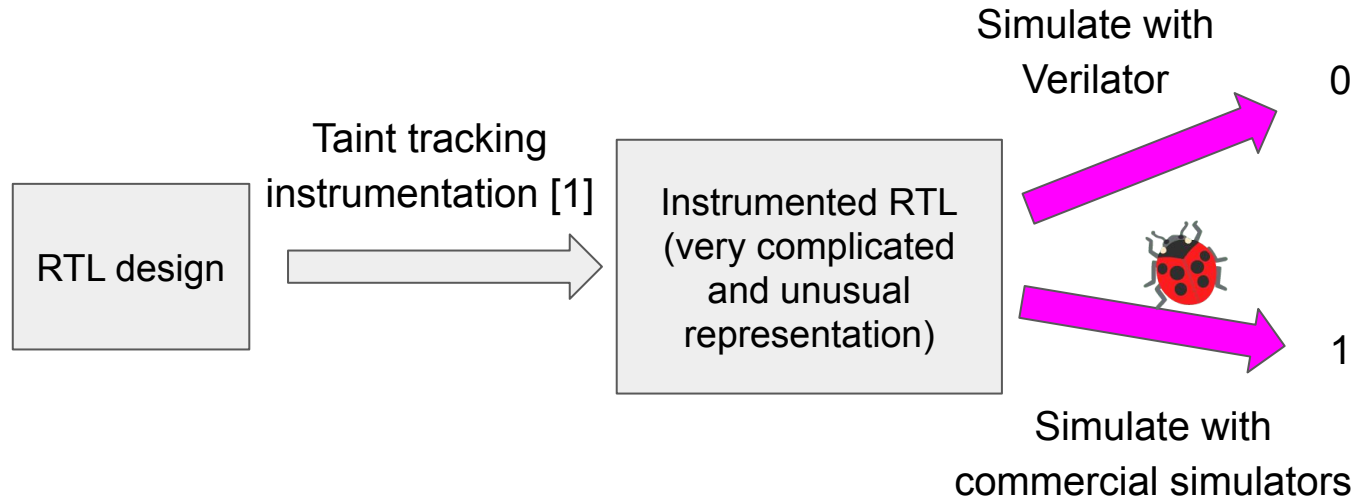 RTL design
Taint tracking
instrumentation [1]
Instrumented RTL
(very complicated
and unusual
representation)
Simulate with
Verilator
0
1
Simulate with
commercial simulators